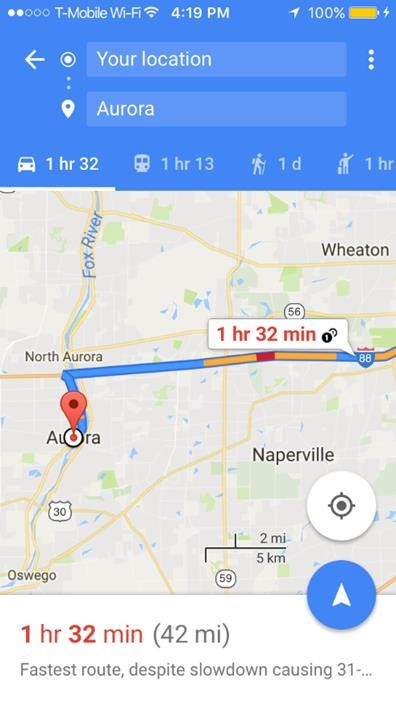 T-Mobile Wi-Fi 4:19 PM 100%
Your location
Aurora
1 hr 32 1 hr 13 1 d 1 hr
Fox River
Wheaton
56
1 hr 32 min
North Aurora
88
Aurora
Naperville
30
2 mi
5 km
Oswego
59
1 hr 32 min (42 mi)
Fastest route, despite slowdown causing 31-...